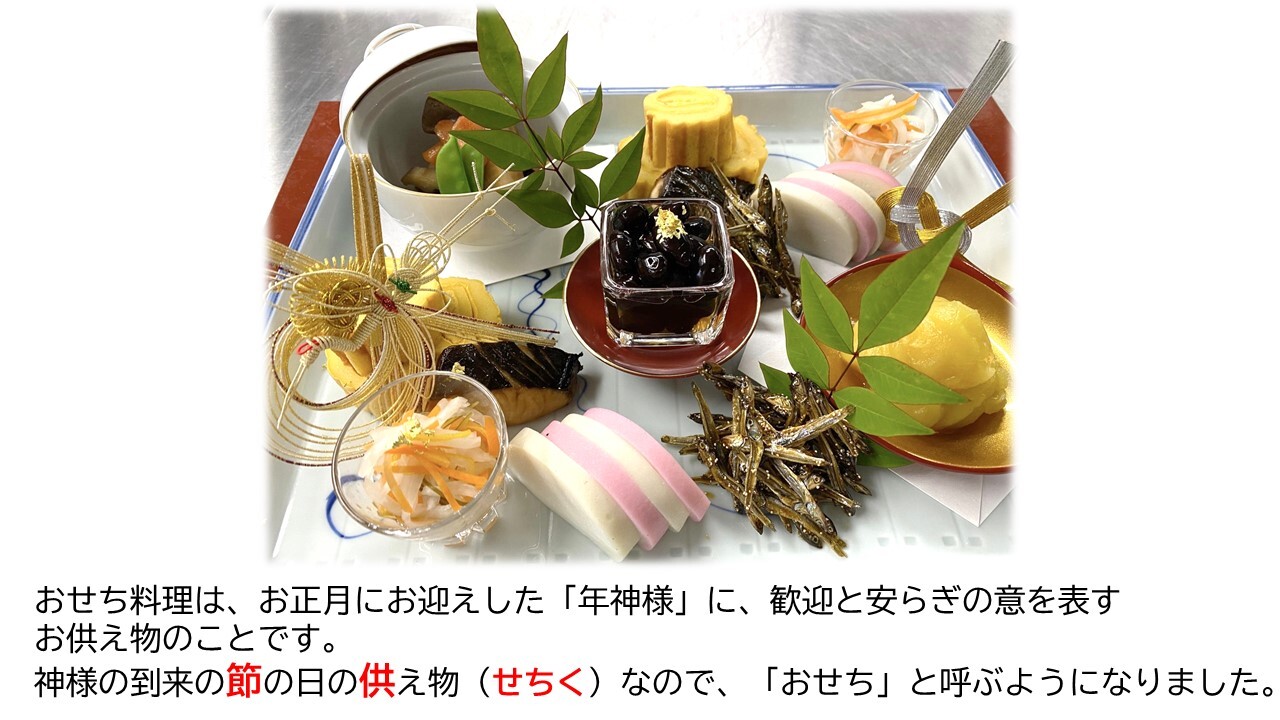 おせち料理は、お正月にお迎えした「年神様」に、歓迎と安らぎの意を表す
お供え物のことです。
神様の到来の節の日の供え物（せちく）なので、「おせち」と呼ぶようになりました。